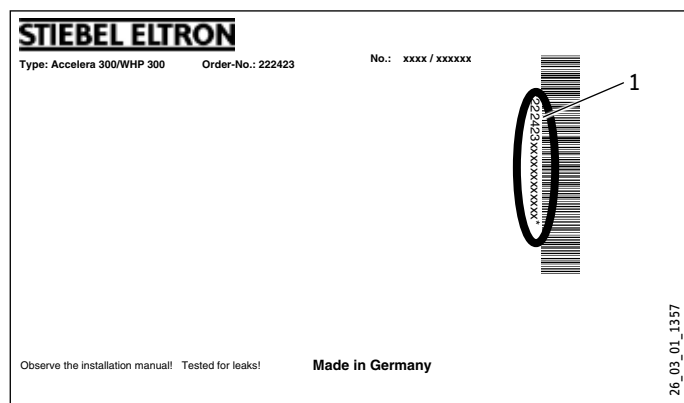 STIEBEL ELTRON
Type: Accelera 300/WHP 300 Order-No.: 222423 No.: xxxx / xxxxxx
1
222423xxxxxxxxxxxx*
Observe the installation manual! Tested for leaks! Made in Germany
26_03_01_1357